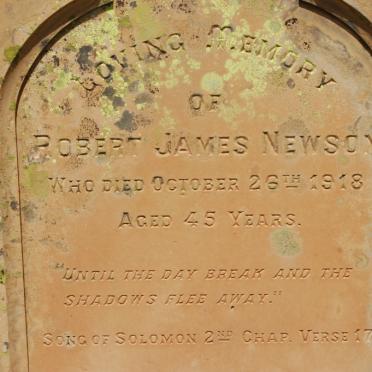 LOVING MEMORY
OF
ROBERT JAMES NEWSON
WHO DIED OCTOBER 26TH 1918
AGED 45 YEARS.
"UNTIL THE DAY BREAK AND THE
SHADOWS FLEE AWAY."
SONG OF SOLOMON 2ND CHAP. VERSE 17